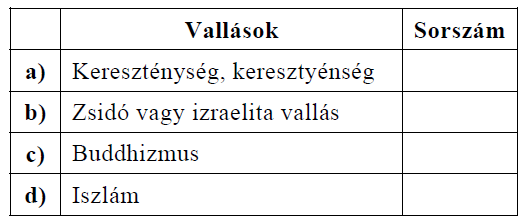 Vallások Sorszám
a) Kereszténység, keresztyénség
b) Zsidó vagy izraelita vallás
c) Buddhizmus
d) Iszlám